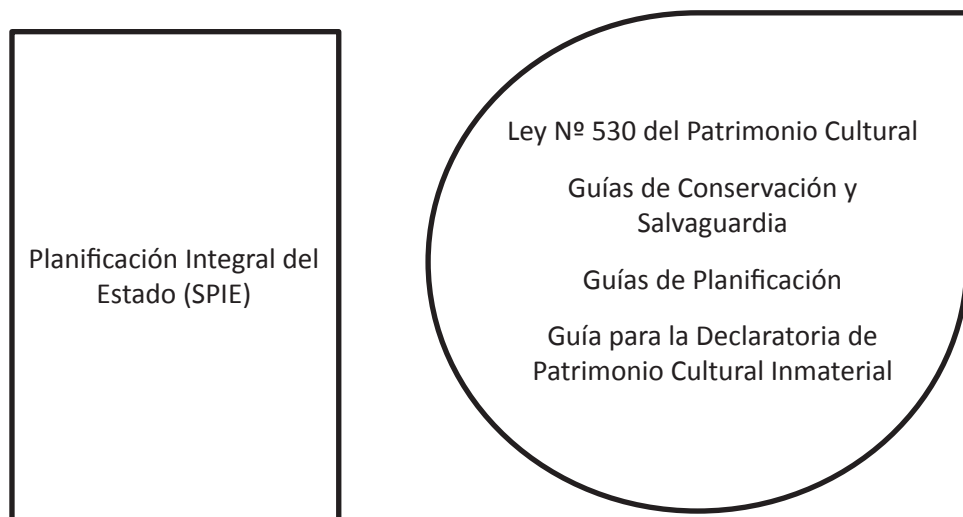 Planificación Integral del
Estado (SPIE)
Ley Nº 530 del Patrimonio Cultural
Guías de Conservación y
Salvaguardia
Guías de Planificación
Guía para la Declaratoria de
Patrimonio Cultural Inmaterial